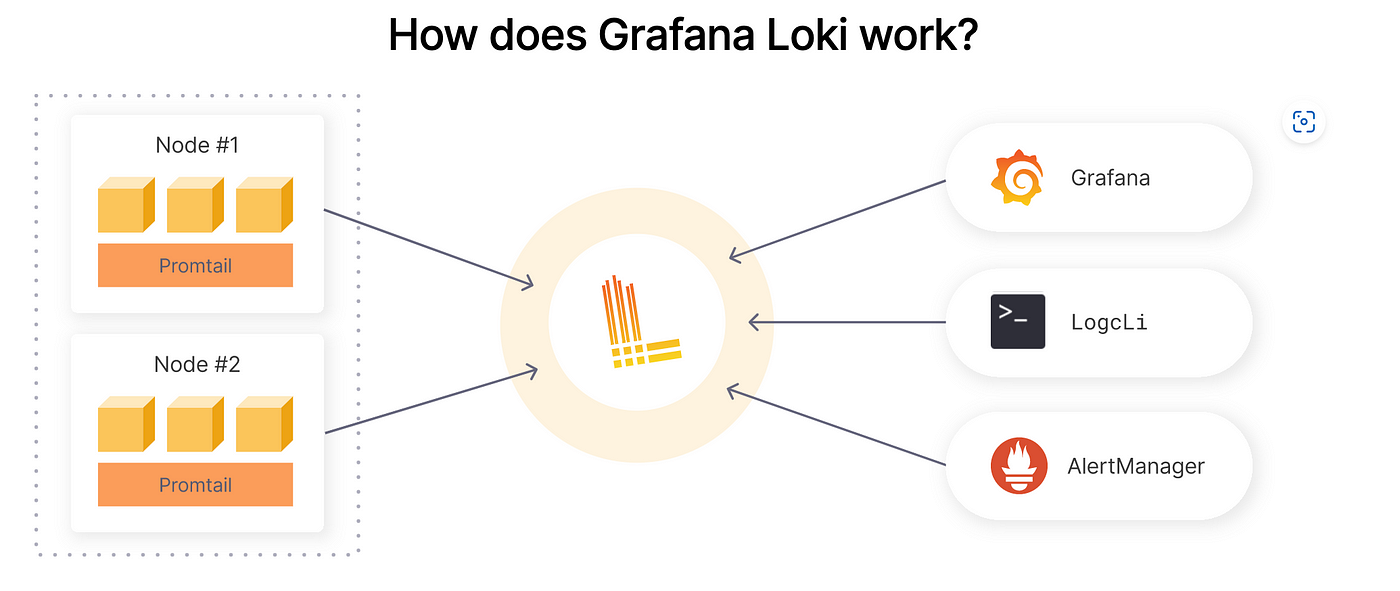 How does Grafana Loki work?
Node #1
Promtail
Node #2
Promtail
Grafana
>_
LogcLi
AlertManager